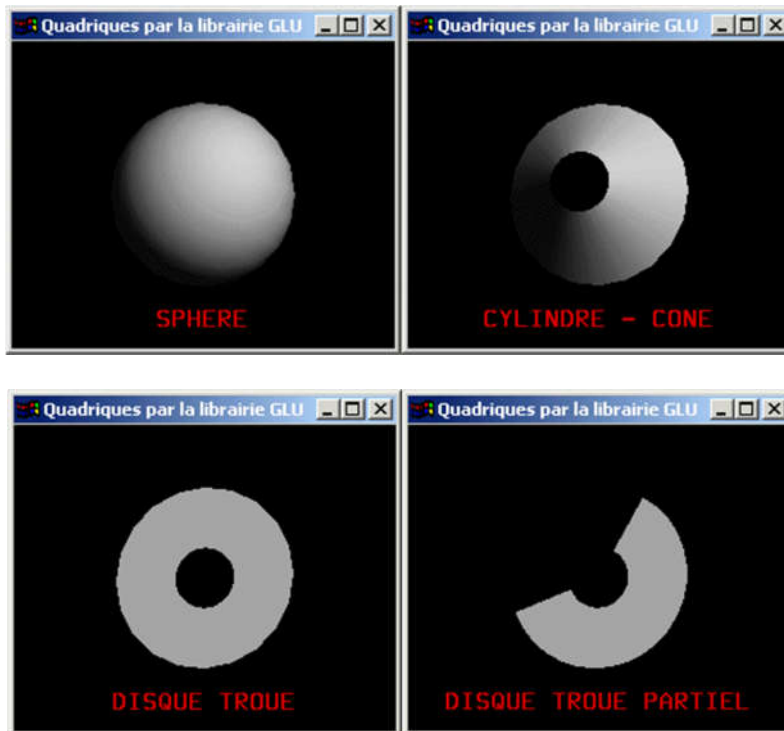 Quadriques par la librairie GLU
SPHERE
Quadriques par la librairie GLU
CYLINDRE - CONE
Quadriques par la librairie GLU
DISQUE TROUE
Quadriques par la librairie GLU
DISQUE TROUE PARTIEL